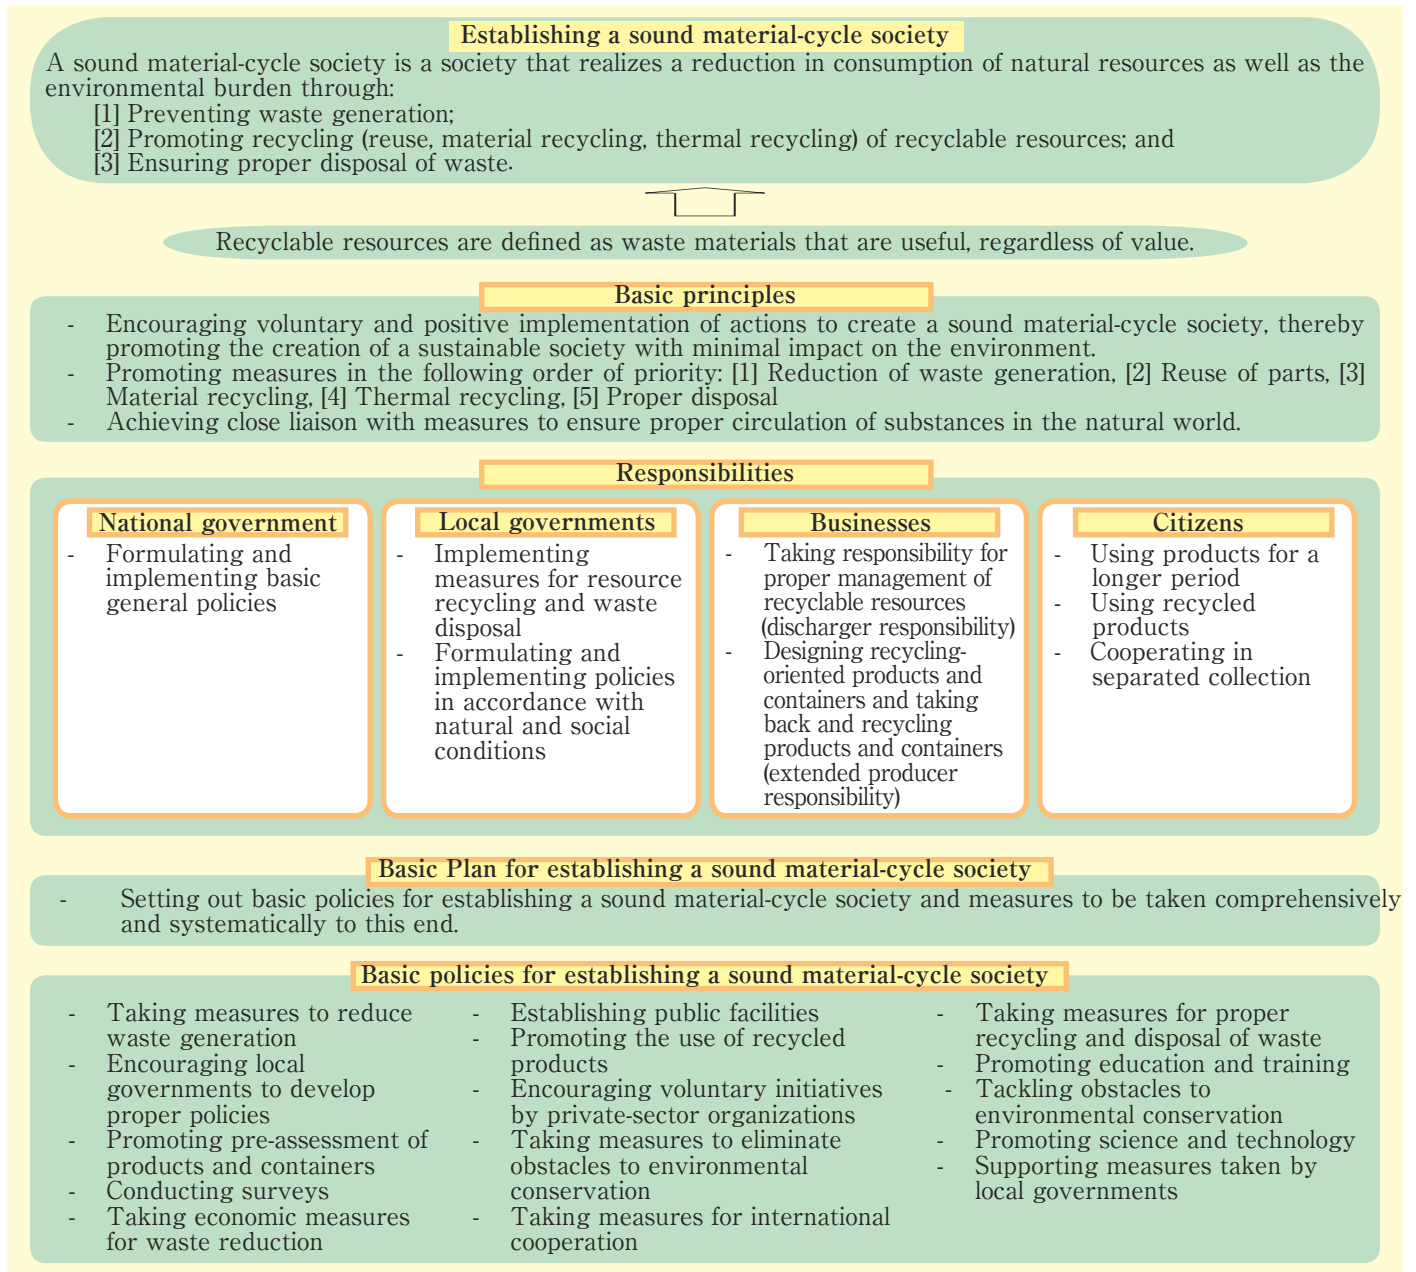 Establishing a sound material-cycle society
A sound material-cycle society is a society that realizes a reduction in consumption of natural resources as well as the
environmental burden through:
[1] Preventing waste generation;
[2] Promoting recycling (reuse, material recycling, thermal recycling) of recyclable resources; and
[3] Ensuring proper disposal of waste.
Recyclable resources are defined as waste materials that are useful, regardless of value.
Basic principles
- Encouraging voluntary and positive implementation of actions to create a sound material-cycle society, thereby
promoting the creation of a sustainable society with minimal impact on the environment.
- Promoting measures in the following order of priority: [1] Reduction of waste generation, [2] Reuse of parts, [3]
Material recycling, [4] Thermal recycling, [5] Proper disposal
- Achieving close liaison with measures to ensure proper circulation of substances in the natural world.
Responsibilities
National government
- Formulating and
implementing basic
general policies
Local governments
- Implementing
measures for resource
recycling and waste
disposal
- Formulating and
implementing policies
in accordance with
natural and social
conditions
Businesses
- Taking responsibility for
proper management of
recyclable resources
(discharger responsibility)
- Designing recycling-
oriented products and
containers and taking
back and recycling
products and containers
(extended producer
responsibility)
Citizens
- Using products for a
longer period
- Using recycled
products
- Cooperating in
separated collection
Basic Plan for establishing a sound material-cycle society
- Setting out basic policies for establishing a sound material-cycle society and measures to be taken comprehensively
and systematically to this end.
Basic policies for establishing a sound material-cycle society
- Taking measures to reduce
waste generation
- Encouraging local
governments to develop
proper policies
- Promoting pre-assessment of
products and containers
- Conducting surveys
- Taking economic measures
for waste reduction
- Establishing public facilities
- Promoting the use of recycled
products
- Encouraging voluntary initiatives
by private-sector organizations
- Taking measures to eliminate
obstacles to environmental
conservation
- Taking measures for international
cooperation
- Taking measures for proper
recycling and disposal of waste
- Promoting education and training
- Tackling obstacles to
environmental conservation
- Promoting science and technology
- Supporting measures taken by
local governments